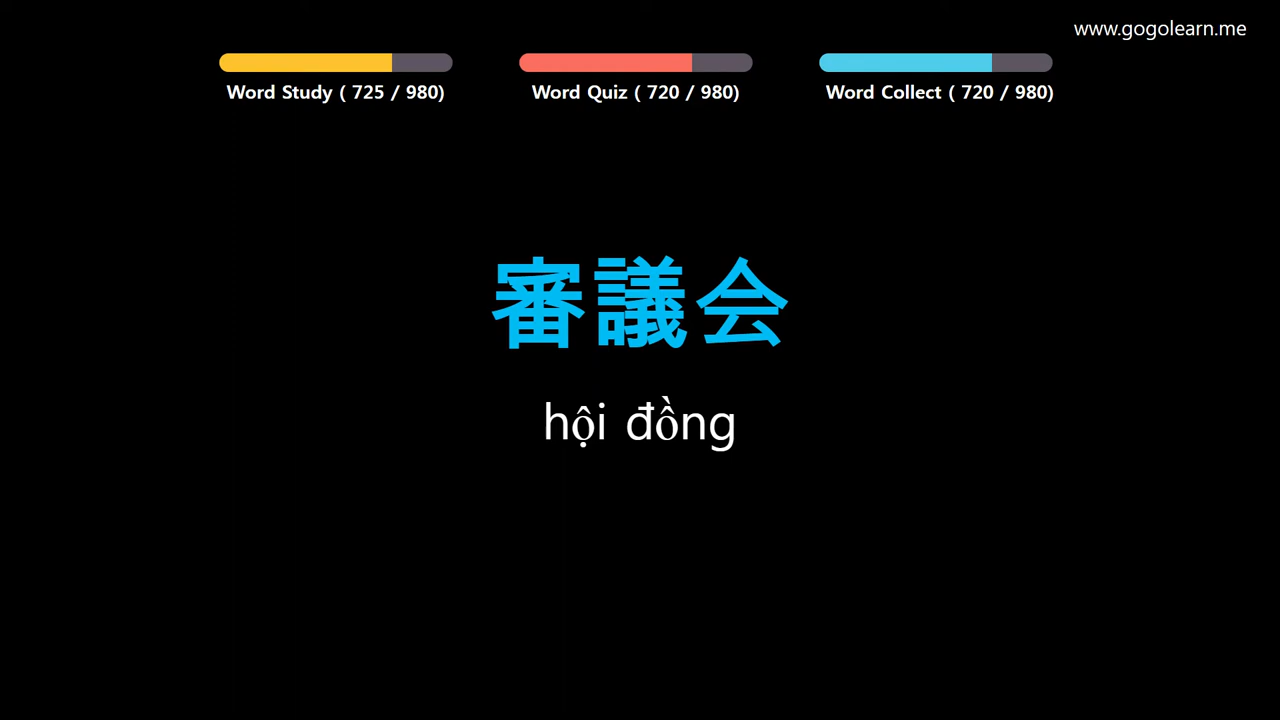 www.gogolearn.me
Word Study ( 725 / 980)
Word Quiz ( 720 / 980)
Word Collect ( 720 / 980)
審議会
hội đồng